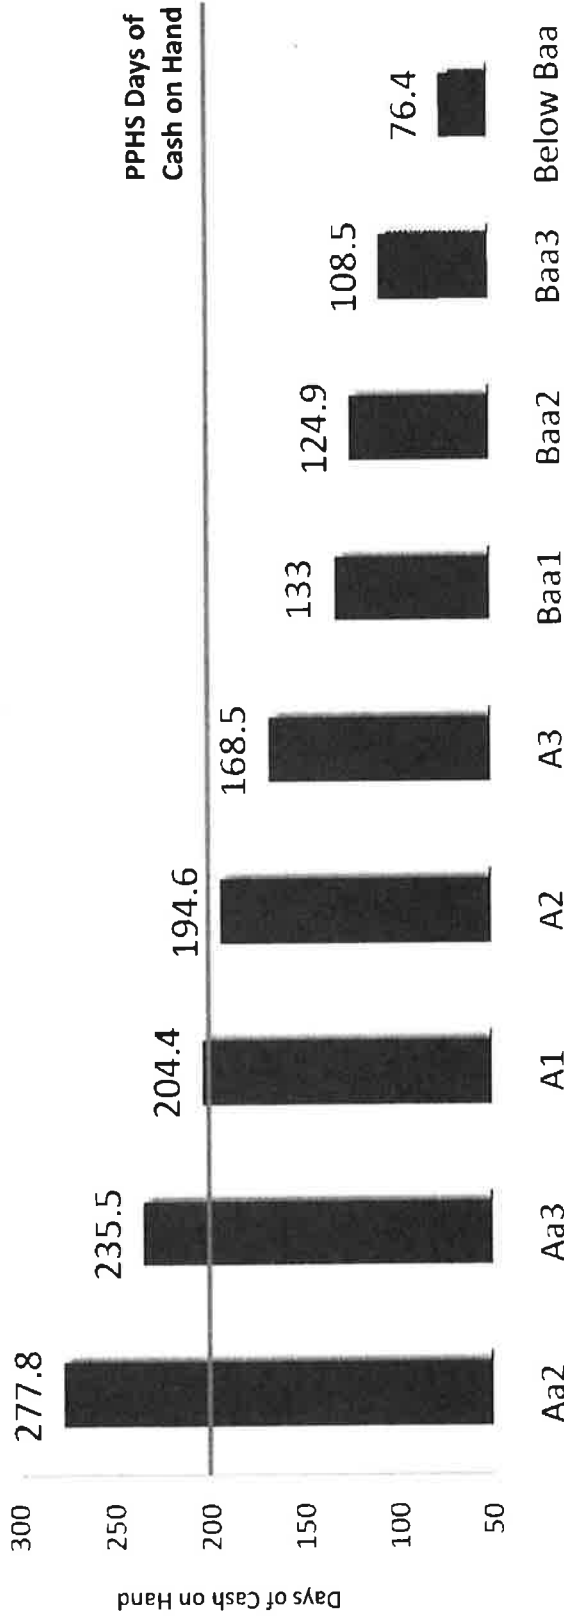 PPHS Days of
Cash on Hand
277.8
235.5
204.4
194.6
168.5
133
124.9
108.5
76.4
300
250
200
150
100
50
Days of Cash on Hand
Aa2
Aa3
A1
A2
A3
Baa1
Baa2
Baa3
Below Baa